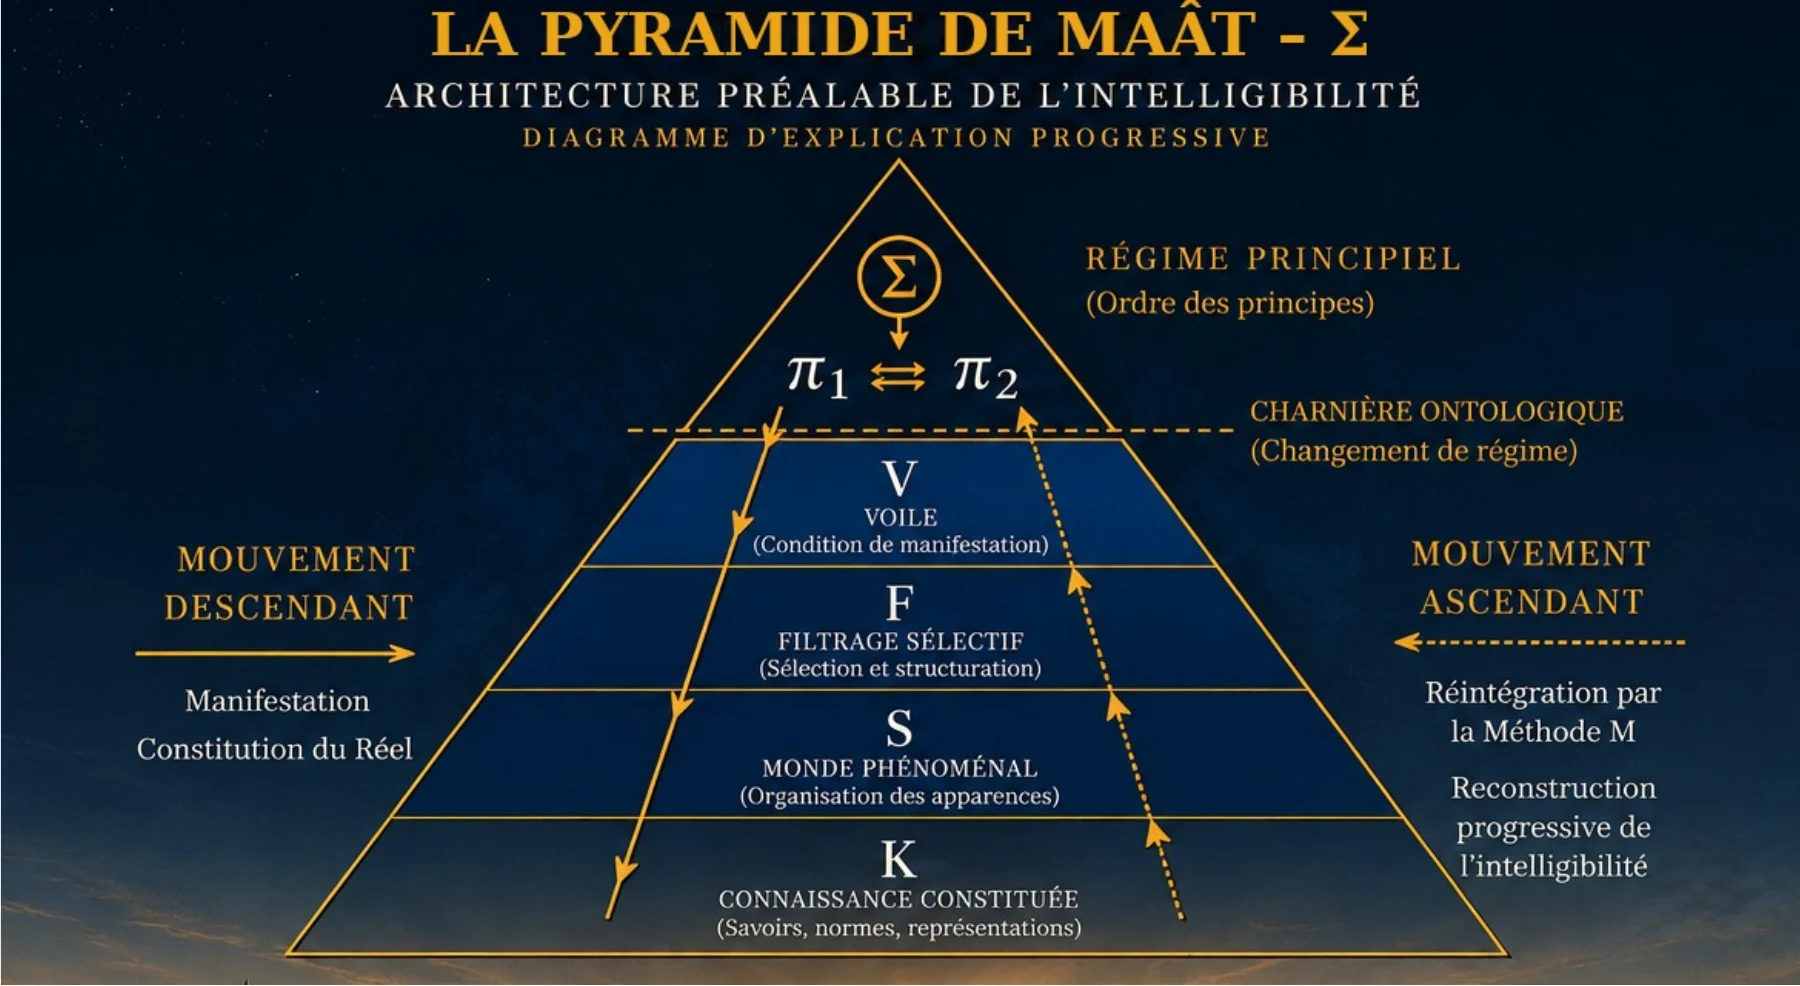 LA PYRAMIDE DE MAÂT – Σ
ARCHITECTURE PRÉALABLE DE L’INTELLIGIBILITÉ
DIAGRAMME D’EXPLICATION PROGRESSIVE
Σ
RÉGIME PRINCIPIEL
(Ordre des principes)
π₁ ⇄ π₂
CHARNIÈRE ONTOLOGIQUE
(Changement de régime)
V
VOILE
(Condition de manifestation)
F
FILTRAGE SÉLECTIF
(Sélection et structuration)
S
MONDE PHÉNOMÉNAL
(Organisation des apparences)
K
CONNAISSANCE CONSTITUÉE
(Savoirs, normes, représentations)
MOUVEMENT
DESCENDANT
Manifestation
Constitution du Réel
MOUVEMENT
ASCENDANT
Réintégration par
la Méthode M
Reconstruction
progressive de
l’intelligibilité